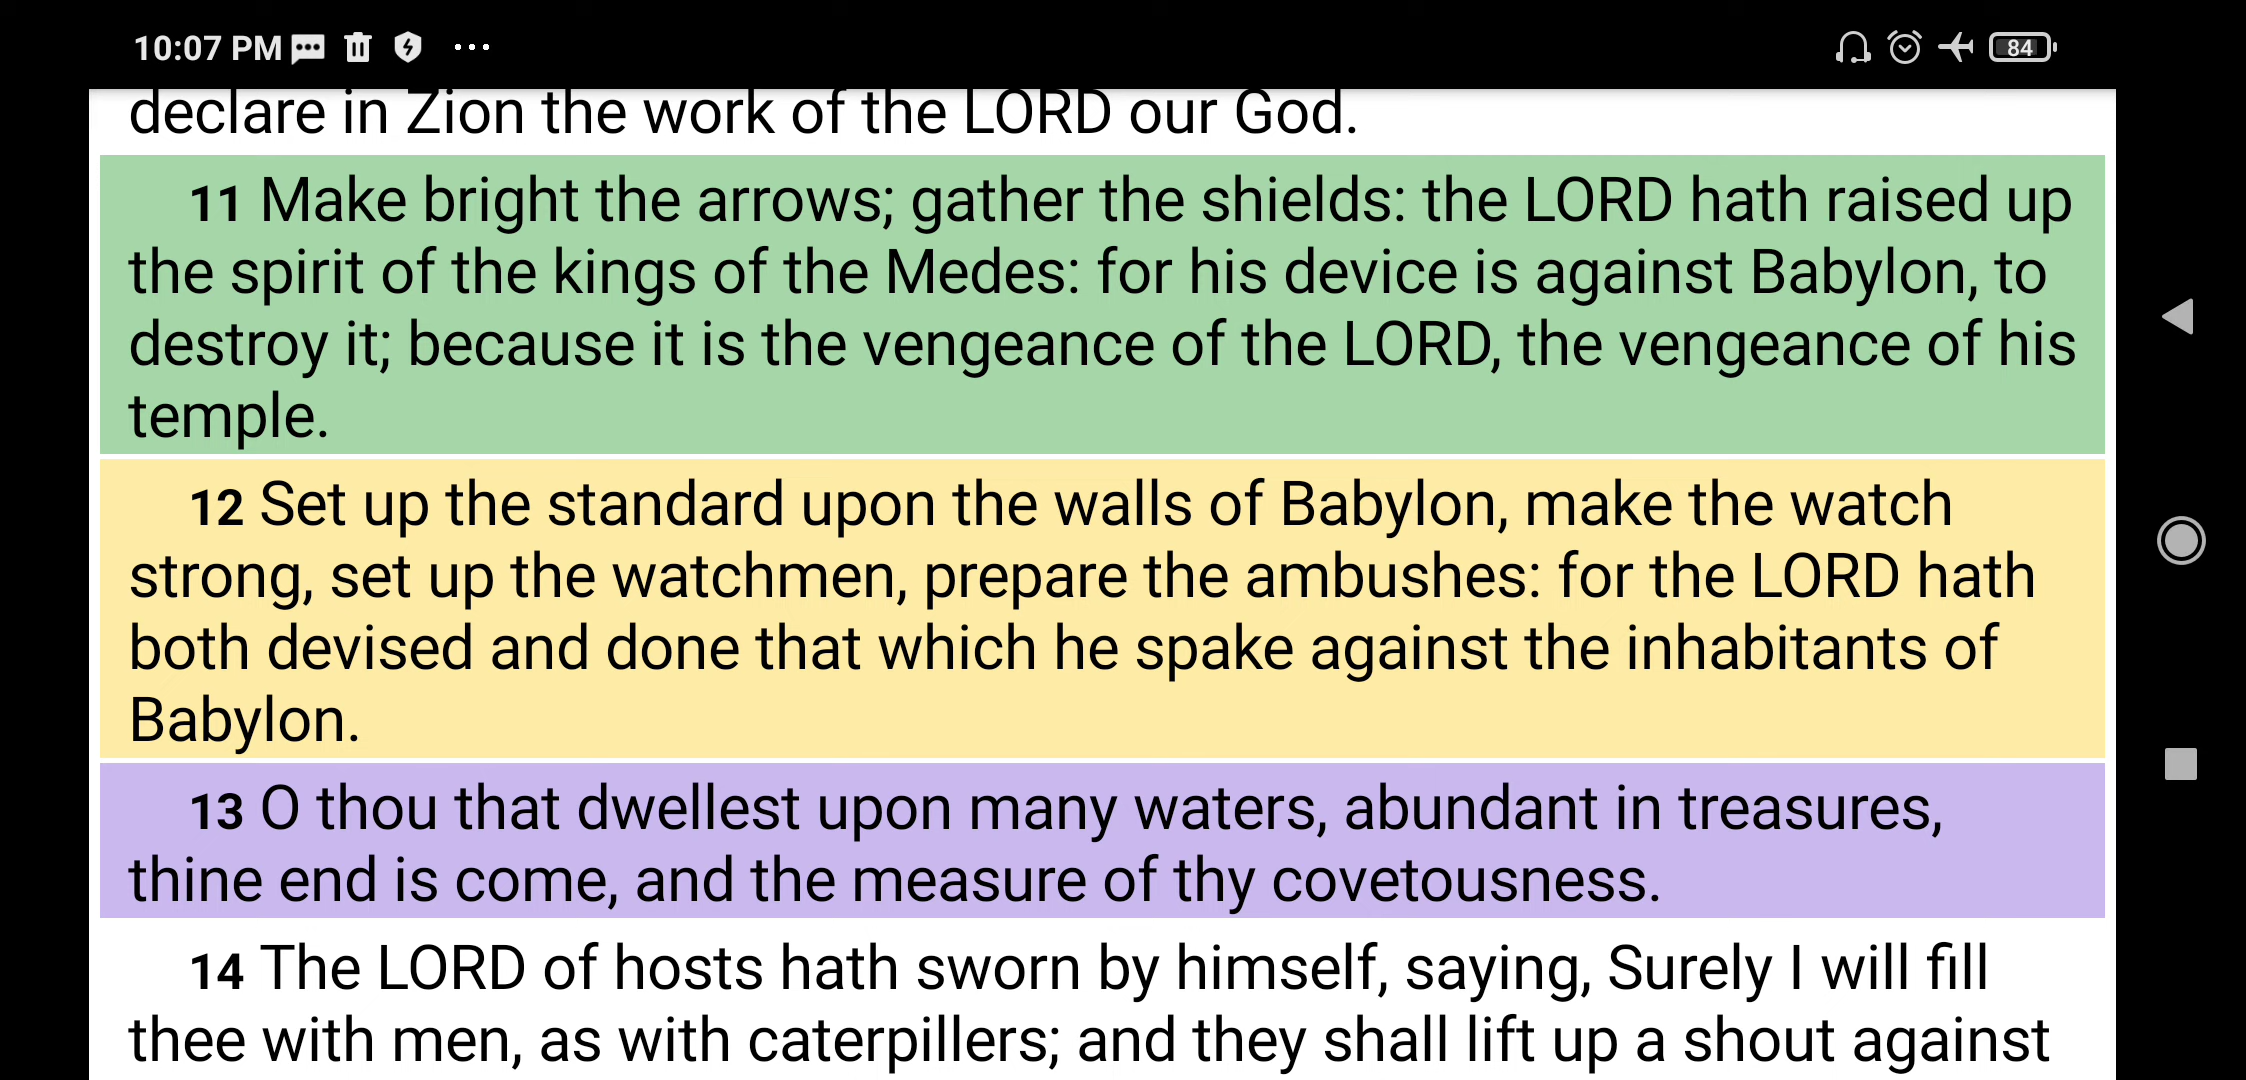 10:07 PM
84
declare in Zion the work of the LORD our God.
11 Make bright the arrows; gather the shields: the LORD hath raised up
the spirit of the kings of the Medes: for his device is against Babylon, to
destroy it; because it is the vengeance of the LORD, the vengeance of his
temple.
12 Set up the standard upon the walls of Babylon, make the watch
strong, set up the watchmen, prepare the ambushes: for the LORD hath
both devised and done that which he spake against the inhabitants of
Babylon.
13 O thou that dwellest upon many waters, abundant in treasures,
thine end is come, and the measure of thy covetousness.
14 The LORD of hosts hath sworn by himself, saying, Surely I will fill
thee with men, as with caterpillers; and they shall lift up a shout against